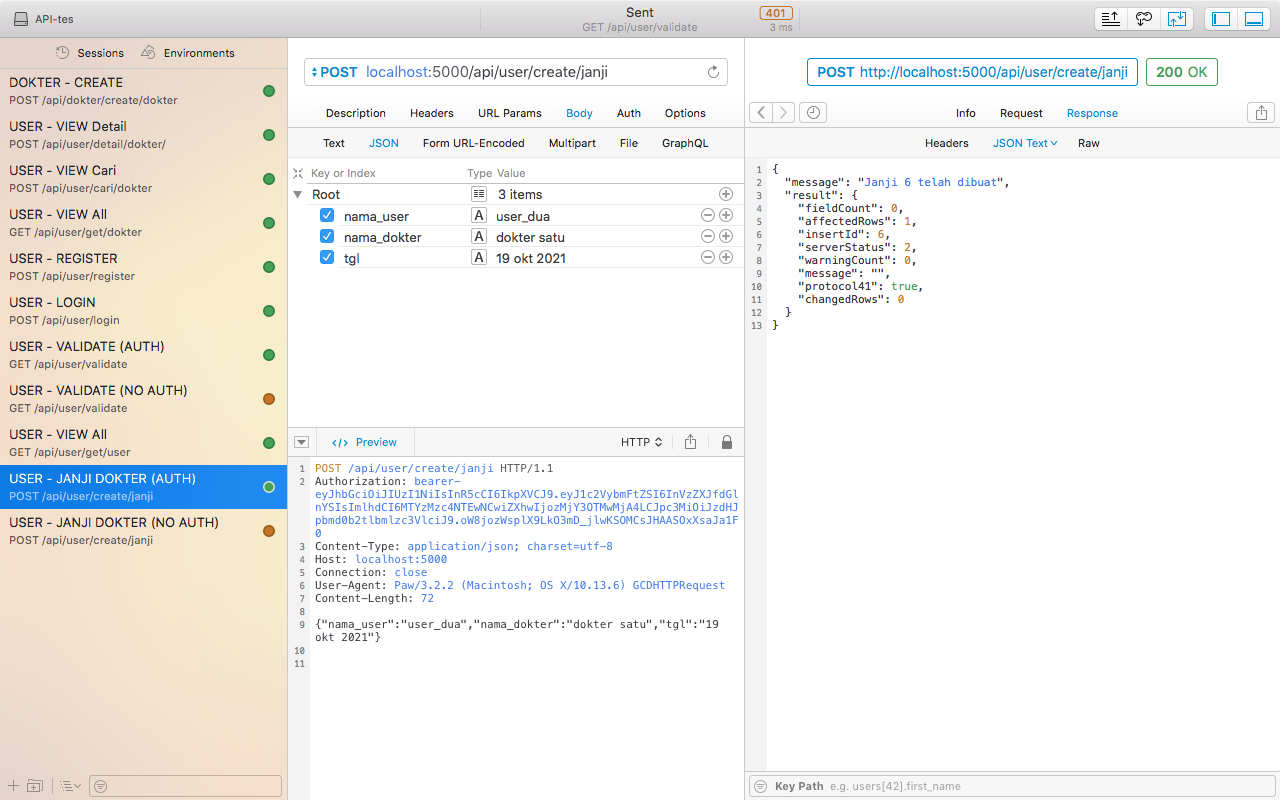 API-tes
Sent
GET /api/user/validate
401
3 ms
Sessions
Environments
DOKTER - CREATE
POST /api/dokter/create/dokter
USER - VIEW Detail
POST /api/user/detail/dokter/
USER - VIEW Cari
POST /api/user/cari/dokter
USER - VIEW All
GET /api/user/get/dokter
USER - REGISTER
POST /api/user/register
USER - LOGIN
POST /api/user/login
USER - VALIDATE (AUTH)
GET /api/user/validate
USER - VALIDATE (NO AUTH)
GET /api/user/validate
USER - VIEW All
GET /api/user/get/user
USER - JANJI DOKTER (AUTH)
POST /api/user/create/janji
USER - JANJI DOKTER (NO AUTH)
POST /api/user/create/janji
POST localhost:5000/api/user/create/janji
Description Headers URL Params Body Auth Options
Text JSON Form URL-Encoded Multipart File GraphQL
Key or Index Type Value
Root 3 items
nama_user A user_dua
nama_dokter A dokter satu
tgl A 19 okt 2021
</> Preview HTTP
1 POST /api/user/create/janji HTTP/1.1
2 Authorization: bearer-
eyJhbGciOiJIUzI1NiIsInR5cCI6IkpXVCJ9.eyJ1c2VybmFtZSI6InVzZXJfdGl
nYSIsImlhdCI6MTYzMzc4NTEwNCwiZXhwIjozMjY3OTMwMjA4LCJpc3MiOiJzdHJ
pbmd0b2tlbmlzc3VlciJ9.oW8jozWsplX9LkO3mD_jlwKSOMCsJHAASOxXsaJa1F
0
3 Content-Type: application/json; charset=utf-8
4 Host: localhost:5000
5 Connection: close
6 User-Agent: Paw/3.2.2 (Macintosh; OS X/10.13.6) GCDHTTPRequest
7 Content-Length: 72
8
9 {"nama_user":"user_dua","nama_dokter":"dokter satu","tgl":"19
okt 2021"}
10
11
POST http://localhost:5000/api/user/create/janji
200 OK
Info Request Response
Headers JSON Text Raw
1 {
2 "message": "Janji 6 telah dibuat",
3 "result": {
4 "fieldCount": 0,
5 "affectedRows": 1,
6 "insertId": 6,
7 "serverStatus": 2,
8 "warningCount": 0,
9 "message": "",
10 "protocol41": true,
11 "changedRows": 0
12 }
13 }
Key Path e.g. users[42].first_name